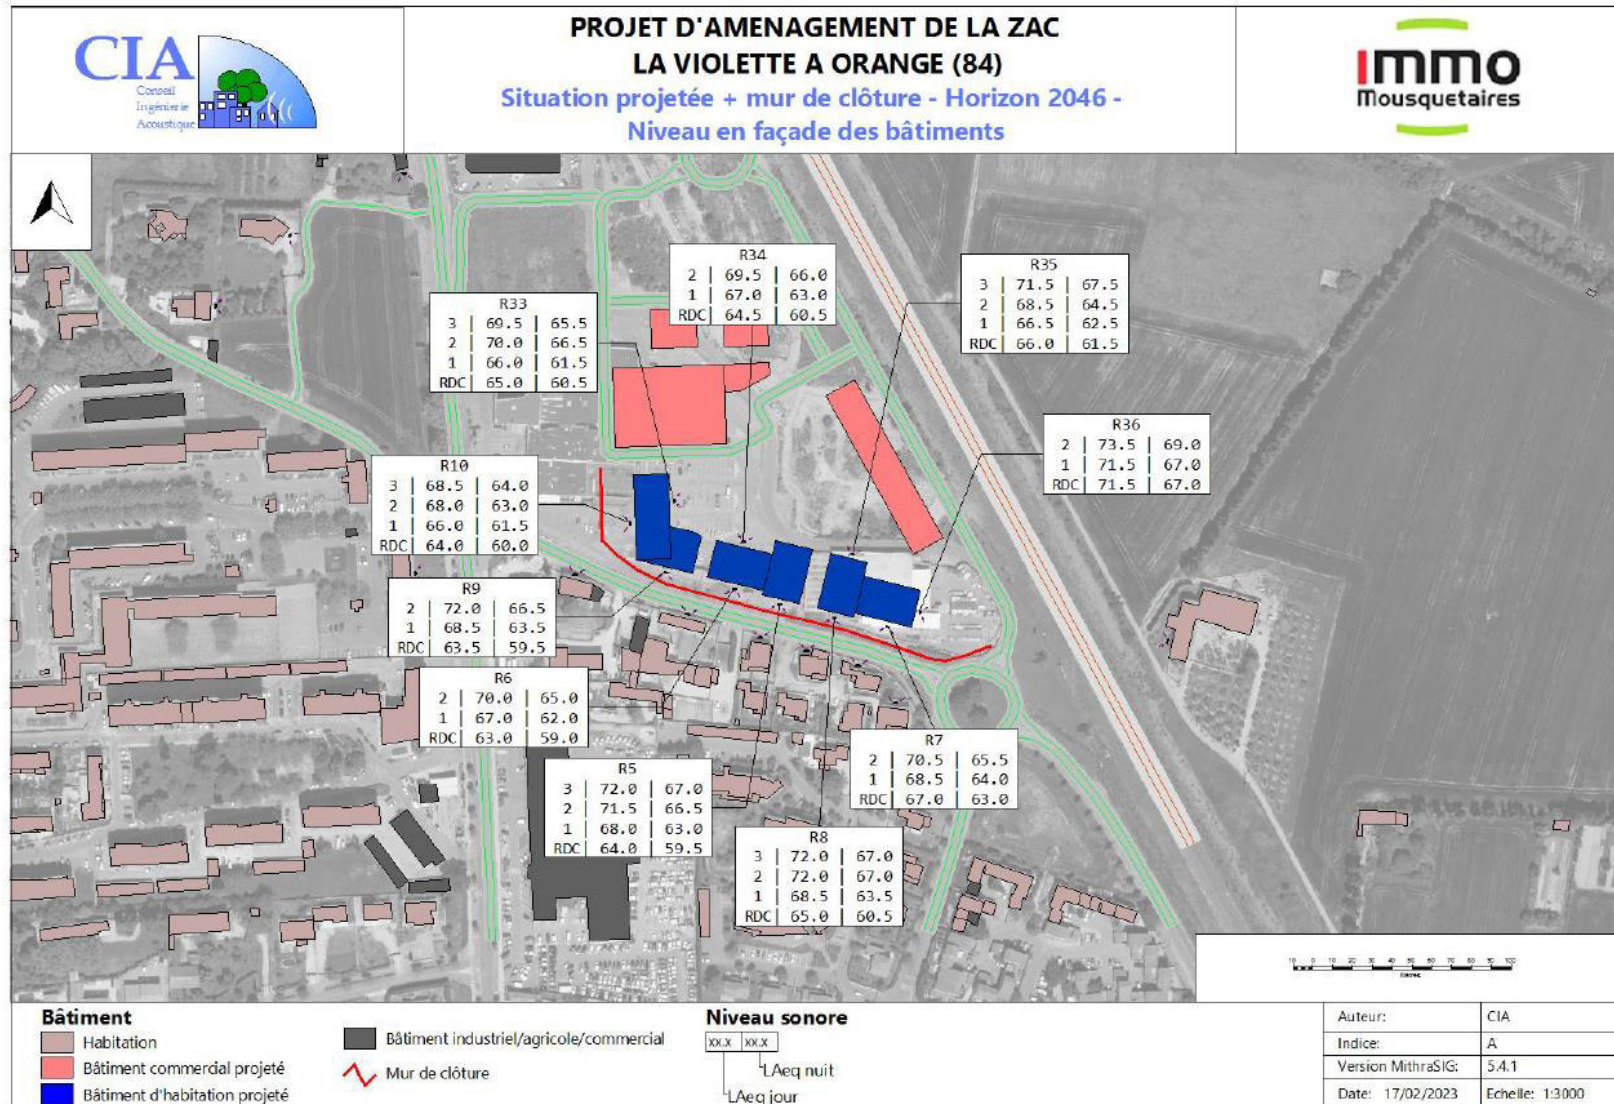 CIA
Conseil
Ingénierie
Acoustique
PROJET D'AMENAGEMENT DE LA ZAC
LA VIOLETTE A ORANGE (84)
Situation projetée + mur de clôture - Horizon 2046 -
Niveau en façade des bâtiments
Immo
Mousquetaires
R34
2 | 69.5 | 66.0
1 | 67.0 | 63.0
RDC | 64.5 | 60.5
R35
3 | 71.5 | 67.5
2 | 68.5 | 64.5
1 | 66.5 | 62.5
RDC | 66.0 | 61.5
R33
3 | 69.5 | 65.5
2 | 70.0 | 66.5
1 | 66.0 | 61.5
RDC | 65.0 | 60.5
R36
2 | 73.5 | 69.0
1 | 71.5 | 67.0
RDC | 71.5 | 67.0
R10
3 | 68.5 | 64.0
2 | 68.0 | 63.0
1 | 66.0 | 61.5
RDC | 64.0 | 60.0
R9
2 | 72.0 | 66.5
1 | 68.5 | 63.5
RDC | 63.5 | 59.5
R6
2 | 70.0 | 65.0
1 | 67.0 | 62.0
RDC | 63.0 | 59.0
R7
2 | 70.5 | 65.5
1 | 68.5 | 64.0
RDC | 67.0 | 63.0
R5
3 | 72.0 | 67.0
2 | 71.5 | 66.5
1 | 68.0 | 63.0
RDC | 64.0 | 59.5
R8
3 | 72.0 | 67.0
2 | 72.0 | 67.0
1 | 68.5 | 63.5
RDC | 65.0 | 60.5
10 0 10 20 30 40 50 60 70 80 90 100
Bâtiment
Habitation
Bâtiment commercial projeté
Bâtiment d'habitation projeté
Bâtiment industriel/agricole/commercial
Mur de clôture
Niveau sonore
xx.x xx.x
LAeq nuit
LAeq jour
Auteur: CIA
Indice: A
Version MithraSIG: 5.4.1
Date: 17/02/2023 Echelle: 1:3000